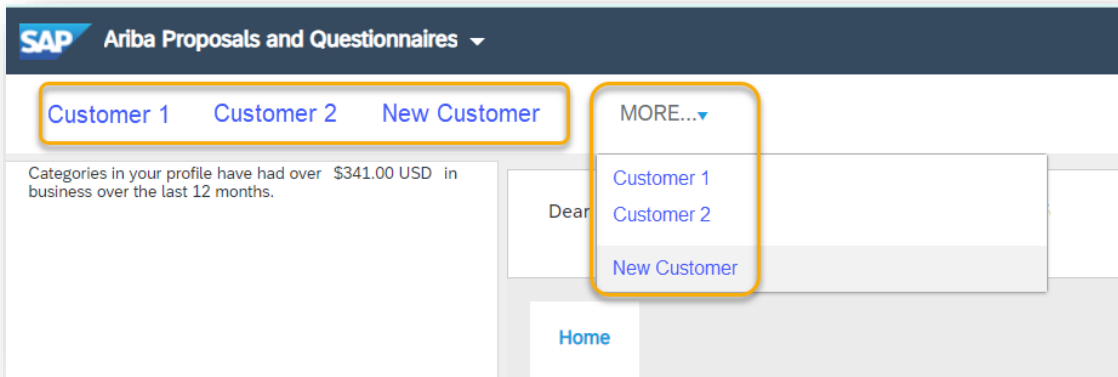 SAP Ariba Proposals and Questionnaires
Customer 1 Customer 2 New Customer MORE...
Categories in your profile have had over $341.00 USD in
business over the last 12 months.
Customer 1
Dear
Customer 2
New Customer
Home